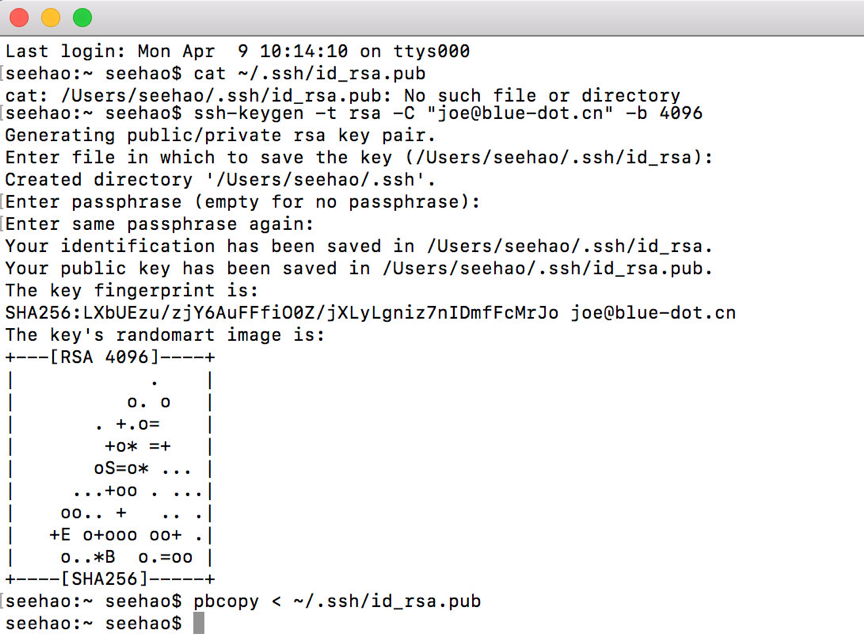 Last login: Mon Apr  9 10:14:10 on ttys000
[seehao:~ seehao$ cat ~/.ssh/id_rsa.pub
cat: /Users/seehao/.ssh/id_rsa.pub: No such file or directory
[seehao:~ seehao$ ssh-keygen -t rsa -C "joe@blue-dot.cn" -b 4096
Generating public/private rsa key pair.
Enter file in which to save the key (/Users/seehao/.ssh/id_rsa):
Created directory '/Users/seehao/.ssh'.
[Enter passphrase (empty for no passphrase):
[Enter same passphrase again:
Your identification has been saved in /Users/seehao/.ssh/id_rsa.
Your public key has been saved in /Users/seehao/.ssh/id_rsa.pub.
The key fingerprint is:
SHA256:LXbUEzu/zjY6AuFFfiO0Z/jXLyLgniz7nIDmfFcMrJo joe@blue-dot.cn
The key's randomart image is:
+---[RSA 4096]----+
|            .    |
|          o. o   |
|       . +.o=    |
|        +o* =+   |
|       oS=o* ... |
|     ...+oo . ...|
|    oo.. +   .. .|
|   +E o+ooo oo+ .|
|    o..*B  o.=oo |
+----[SHA256]-----+
[seehao:~ seehao$ pbcopy < ~/.ssh/id_rsa.pub
seehao:~ seehao$